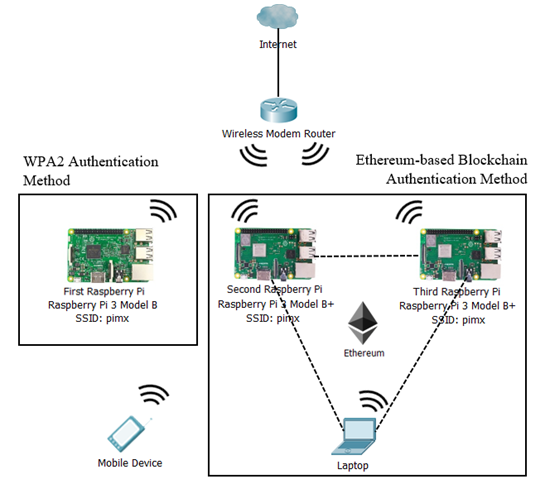 Internet
Wireless Modem Router
WPA2 Authentication
Method
Ethereum-based Blockchain
Authentication Method
First Raspberry Pi
Raspberry Pi 3 Model B
SSID: pimx
Second Raspberry Pi
Raspberry Pi 3 Model B+
SSID: pimx
Third Raspberry Pi
Raspberry Pi 3 Model B+
SSID: pimx
Ethereum
Mobile Device
Laptop